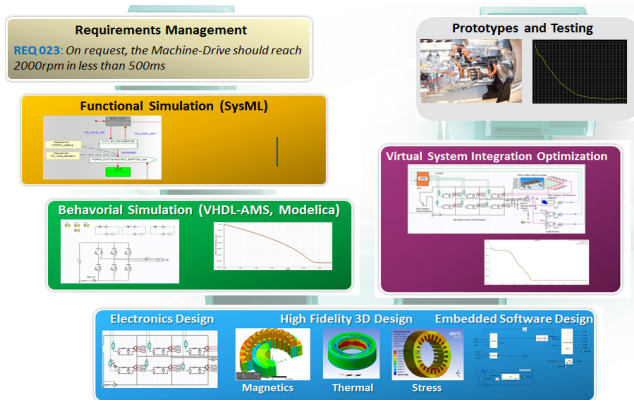 Requirements Management
REQ 023: On request, the Machine-Drive should reach
2000rpm in less than 500ms
Prototypes and Testing
Functional Simulation (SysML)
Virtual System Integration Optimization
Behavorial Simulation (VHDL-AMS, Modelica)
Electronics Design
High Fidelity 3D Design
Embedded Software Design
Magnetics
Thermal
Stress